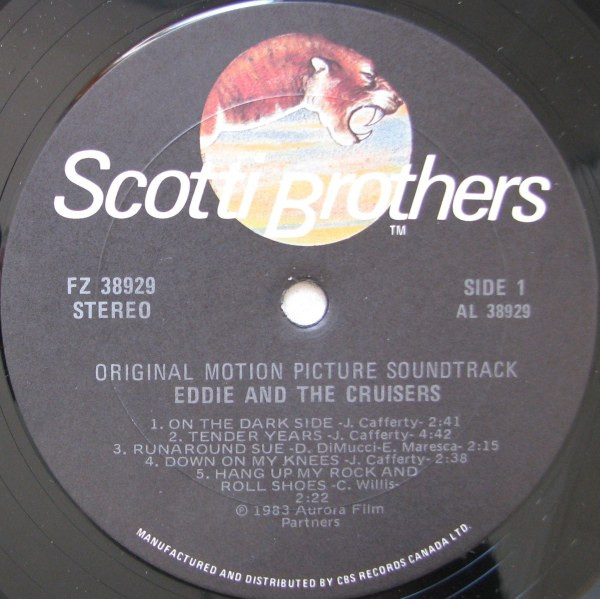 Scotti Brothers
TM
FZ 38929
STEREO
SIDE 1
AL 38929
ORIGINAL MOTION PICTURE SOUNDTRACK
EDDIE AND THE CRUISERS
1. ON THE DARK SIDE -J. Cafferty- 2:41
2. TENDER YEARS -J. Cafferty- 4:42
3. RUNAROUND SUE -D. DiMucci-E. Maresca- 2:15
4. DOWN ON MY KNEES -J. Cafferty- 2:38
5. HANG UP MY ROCK AND
ROLL SHOES -C. Willis-
2:22
℗ 1983 Aurora Film
Partners
MANUFACTURED AND DISTRIBUTED BY CBS RECORDS CANADA LTD.